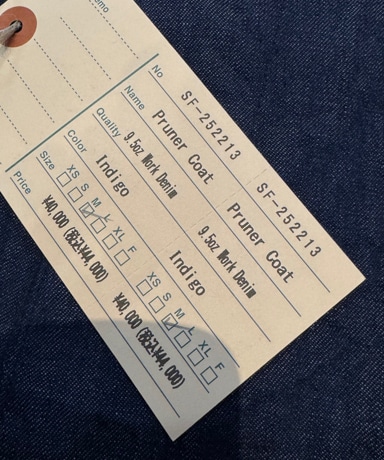 Memo
No SF-252213 SF-252213
Name Pruner Coat Pruner Coat
Quality 9.5oz Work Denim 9.5oz Work Denim
Color Indigo Indigo
Size XS S M L XL F XS S M L XL F
Price ¥40,000 (税込¥44,000) ¥40,000 (税込¥44,000)